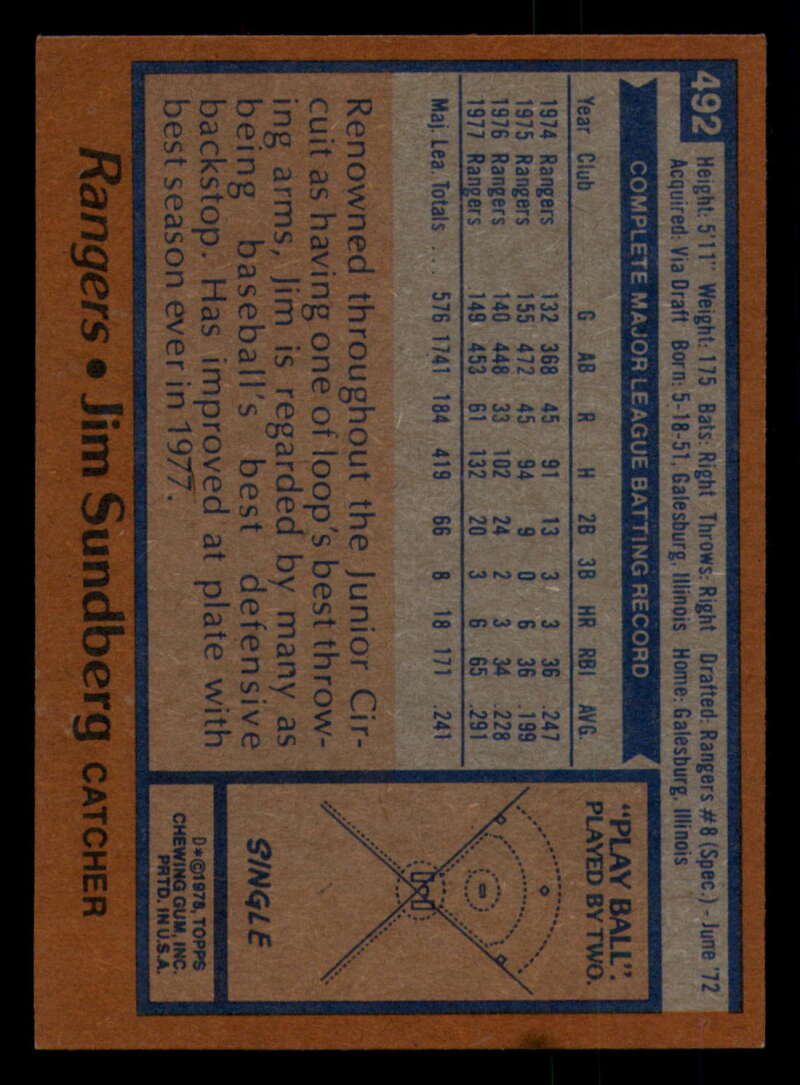 492
Height: 5'11" Weight: 175 Bats: Right Throws: Right Drafted: Rangers #8 (Spec.) - June '72
Acquired: Via Draft Born: 5-18-51, Galesburg, Illinois Home: Galesburg, Illinois
COMPLETE MAJOR LEAGUE BATTING RECORD
Year Club G AB R H 2B 3B HR RBI AVG.
1974 Rangers 132 368 45 91 13 3 3 36 .247
1975 Rangers 155 472 45 94 9 0 6 36 .199
1976 Rangers 140 448 33 102 24 2 3 34 .228
1977 Rangers 149 453 61 132 20 3 6 65 .291
Maj. Lea. Totals ... 576 1741 184 419 66 8 18 171 .241
Renowned throughout the Junior Cir-
cuit as having one of loop's best throw-
ing arms, Jim is regarded by many as
being baseball's best defensive
backstop. Has improved at plate with
best season ever in 1977.
"PLAY BALL".
PLAYED BY TWO.
SINGLE
D*©1978, TOPPS
CHEWING GUM, INC.
PRTD. IN U.S.A.
Rangers • Jim Sundberg CATCHER